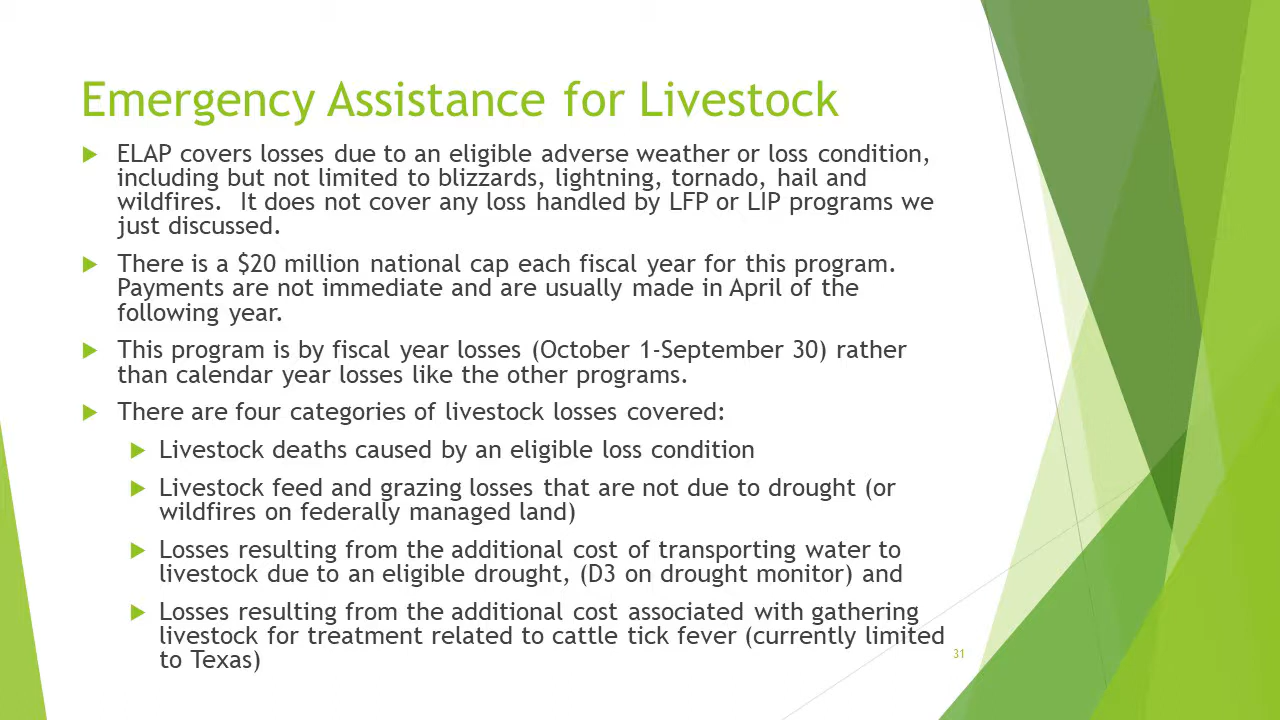 Emergency Assistance for Livestock
ELAP covers losses due to an eligible adverse weather or loss condition,
including but not limited to blizzards, lightning, tornado, hail and
wildfires.  It does not cover any loss handled by LFP or LIP programs we
just discussed.
There is a $20 million national cap each fiscal year for this program.
Payments are not immediate and are usually made in April of the
following year.
This program is by fiscal year losses (October 1-September 30) rather
than calendar year losses like the other programs.
There are four categories of livestock losses covered:
Livestock deaths caused by an eligible loss condition
Livestock feed and grazing losses that are not due to drought (or
wildfires on federally managed land)
Losses resulting from the additional cost of transporting water to
livestock due to an eligible drought, (D3 on drought monitor) and
Losses resulting from the additional cost associated with gathering
livestock for treatment related to cattle tick fever (currently limited
to Texas)
31